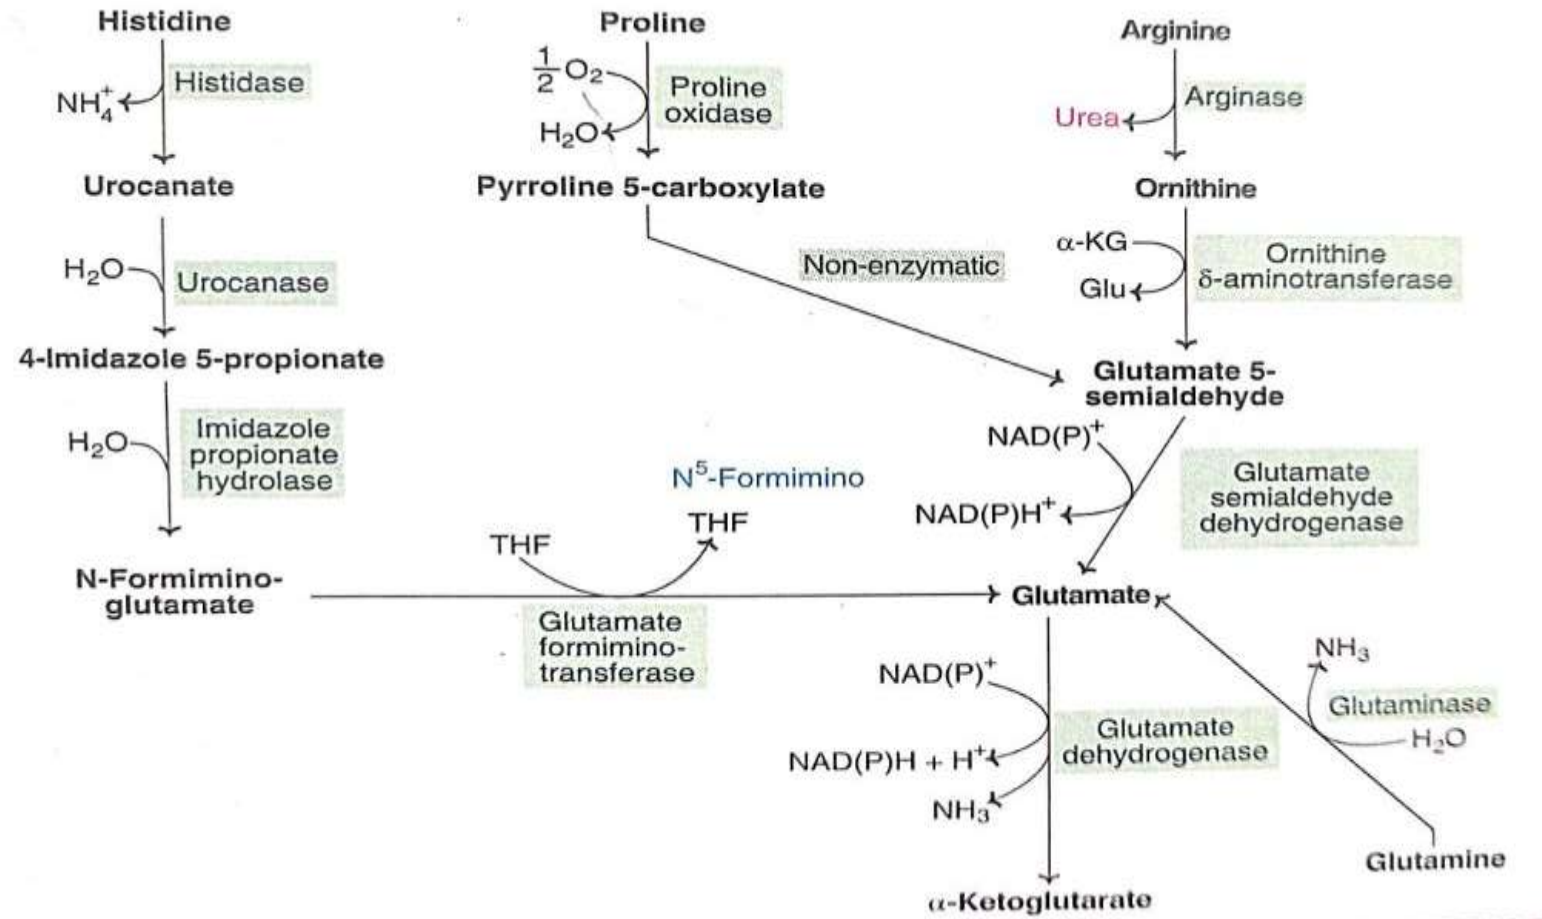 Histidine
Histidase
NH₄⁺
Urocanate
H₂O
Urocanase
4-Imidazole 5-propionate
H₂O
Imidazole
propionate
hydrolase
N-Formimino-
glutamate
THF
N⁵-Formimino
THF
Glutamate
formimino-
transferase
Proline
½ O₂
Proline
oxidase
H₂O
Pyrroline 5-carboxylate
Non-enzymatic
Arginine
Arginase
Urea
Ornithine
α-KG
Ornithine
δ-aminotransferase
Glu
Glutamate 5-
semialdehyde
NAD(P)⁺
Glutamate
semialdehyde
dehydrogenase
NAD(P)H⁺
Glutamate
NAD(P)⁺
Glutamate
dehydrogenase
NAD(P)H + H⁺
NH₃
NH₃
Glutaminase
H₂O
Glutamine
α-Ketoglutarate